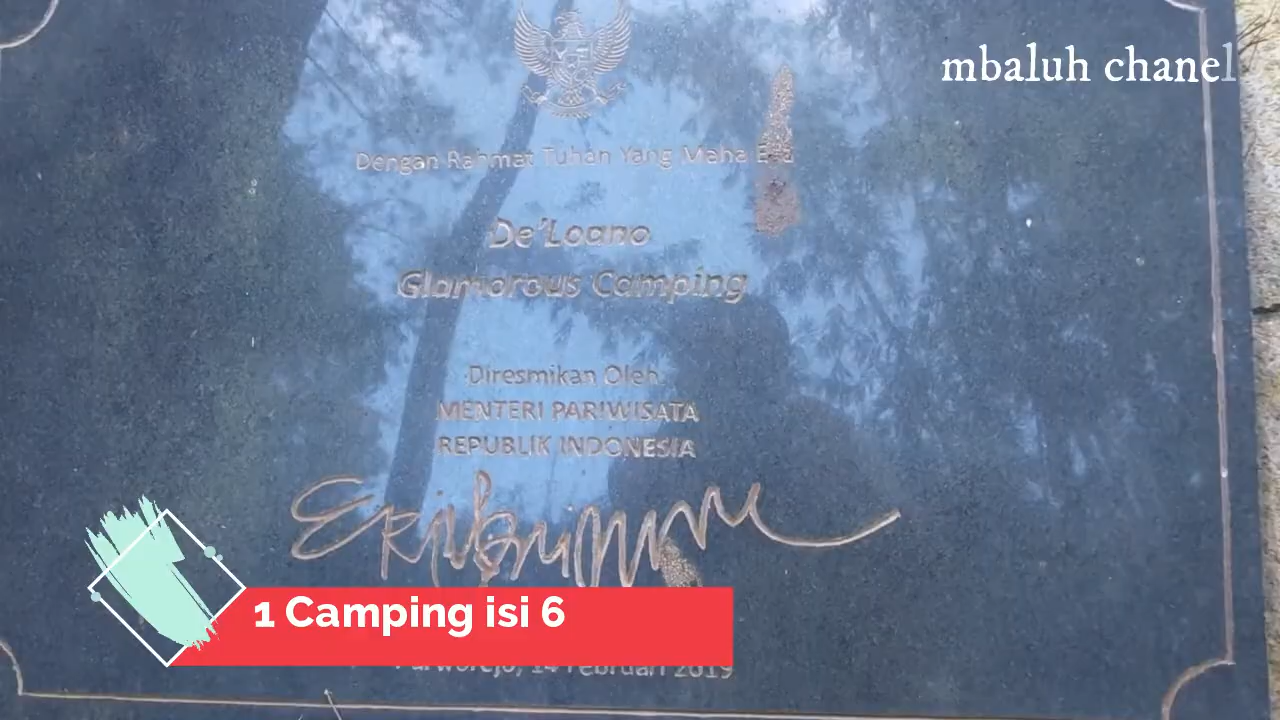 mbaluh chanel
Dengan Rahmat Tuhan Yang Maha Esa
De'Loano
Glamorous Camping
Diresmikan Oleh:
MENTERI PARIWISATA
REPUBLIK INDONESIA
1 Camping isi 6
Purworejo, 14 Februari 2019